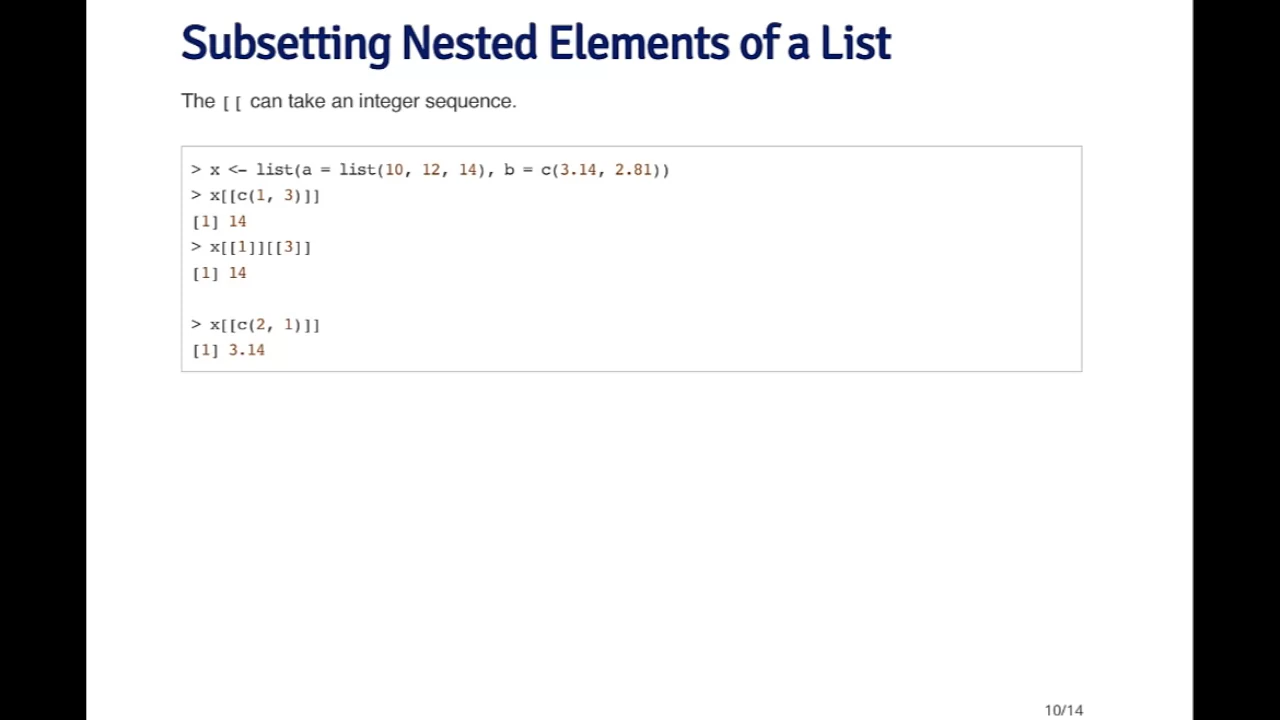 Subsetting Nested Elements of a List
The [[ can take an integer sequence.
> x <- list(a = list(10, 12, 14), b = c(3.14, 2.81))
> x[[c(1, 3)]]
[1] 14
> x[[1]][[3]]
[1] 14
> x[[c(2, 1)]]
[1] 3.14
10/14